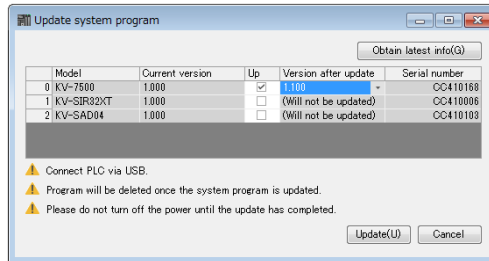 Update system program
Obtain latest info(G)
Model Current version Up Version after update Serial number
0 KV-7500 1.000 1.100 CC410168
1 KV-SIR32XT 1.000 (Will not be updated) CC410006
2 KV-SAD04 1.000 (Will not be updated) CC410103
Connect PLC via USB.
Program will be deleted once the system program is updated.
Please do not turn off the power until the update has completed.
Update(U) Cancel